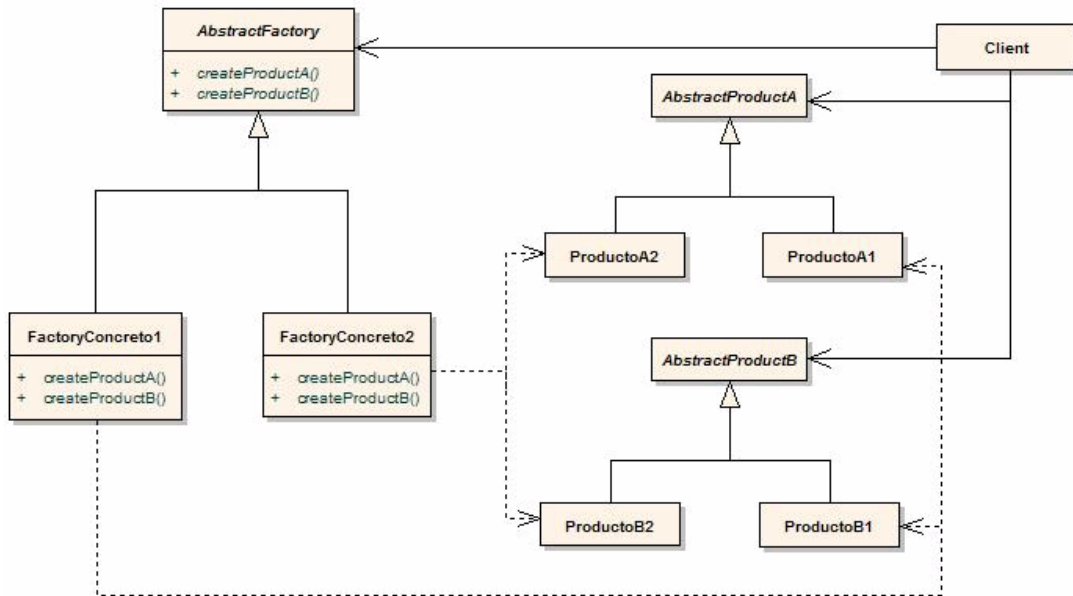 AbstractFactory
+ createProductA()
+ createProductB()
Client
AbstractProductA
ProductoA2
ProductoA1
FactoryConcreto1
+ createProductA()
+ createProductB()
FactoryConcreto2
+ createProductA()
+ createProductB()
AbstractProductB
ProductoB2
ProductoB1